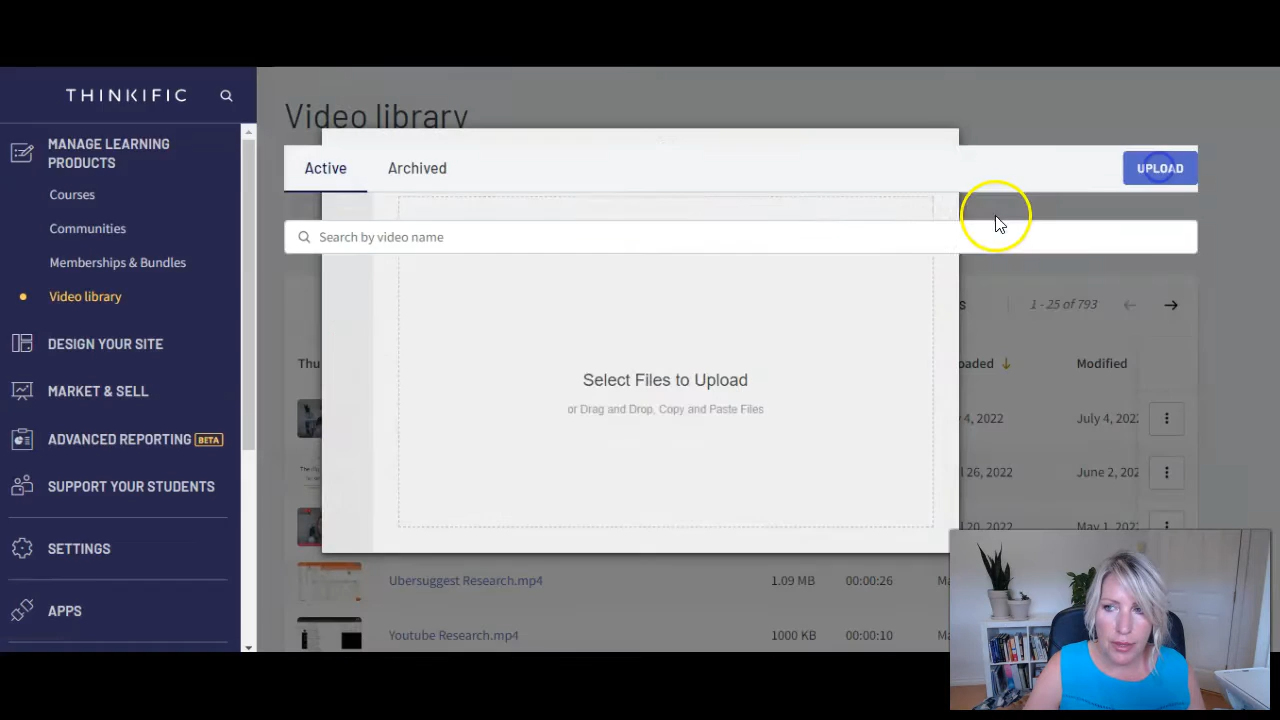 THINKIFIC
MANAGE LEARNING
PRODUCTS
Courses
Communities
Memberships & Bundles
Video library
DESIGN YOUR SITE
MARKET & SELL
ADVANCED REPORTING BETA
SUPPORT YOUR STUDENTS
SETTINGS
APPS
Video library
Active Archived UPLOAD
Search by video name
1 - 25 of 793
Modified
Select Files to Upload
or Drag and Drop, Copy and Paste Files
4, 2022 July 4, 2022
26, 2022 June 2, 202
20, 2022 May 1, 202
Ubersuggest Research.mp4 1.09 MB 00:00:26
Youtube Research.mp4 1000 KB 00:00:10